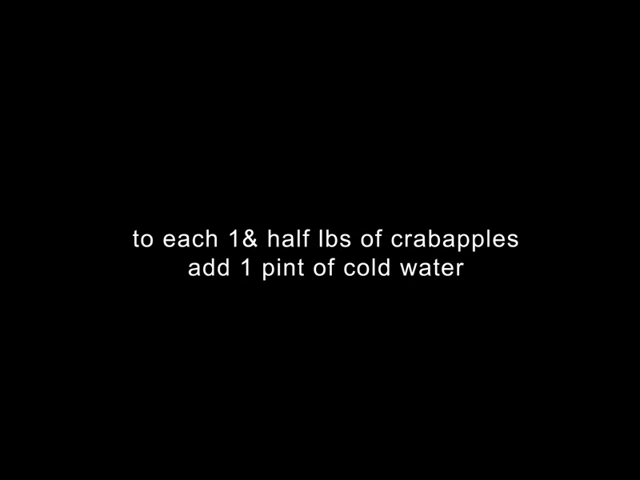 to each 1& half lbs of crabapples
add 1 pint of cold water